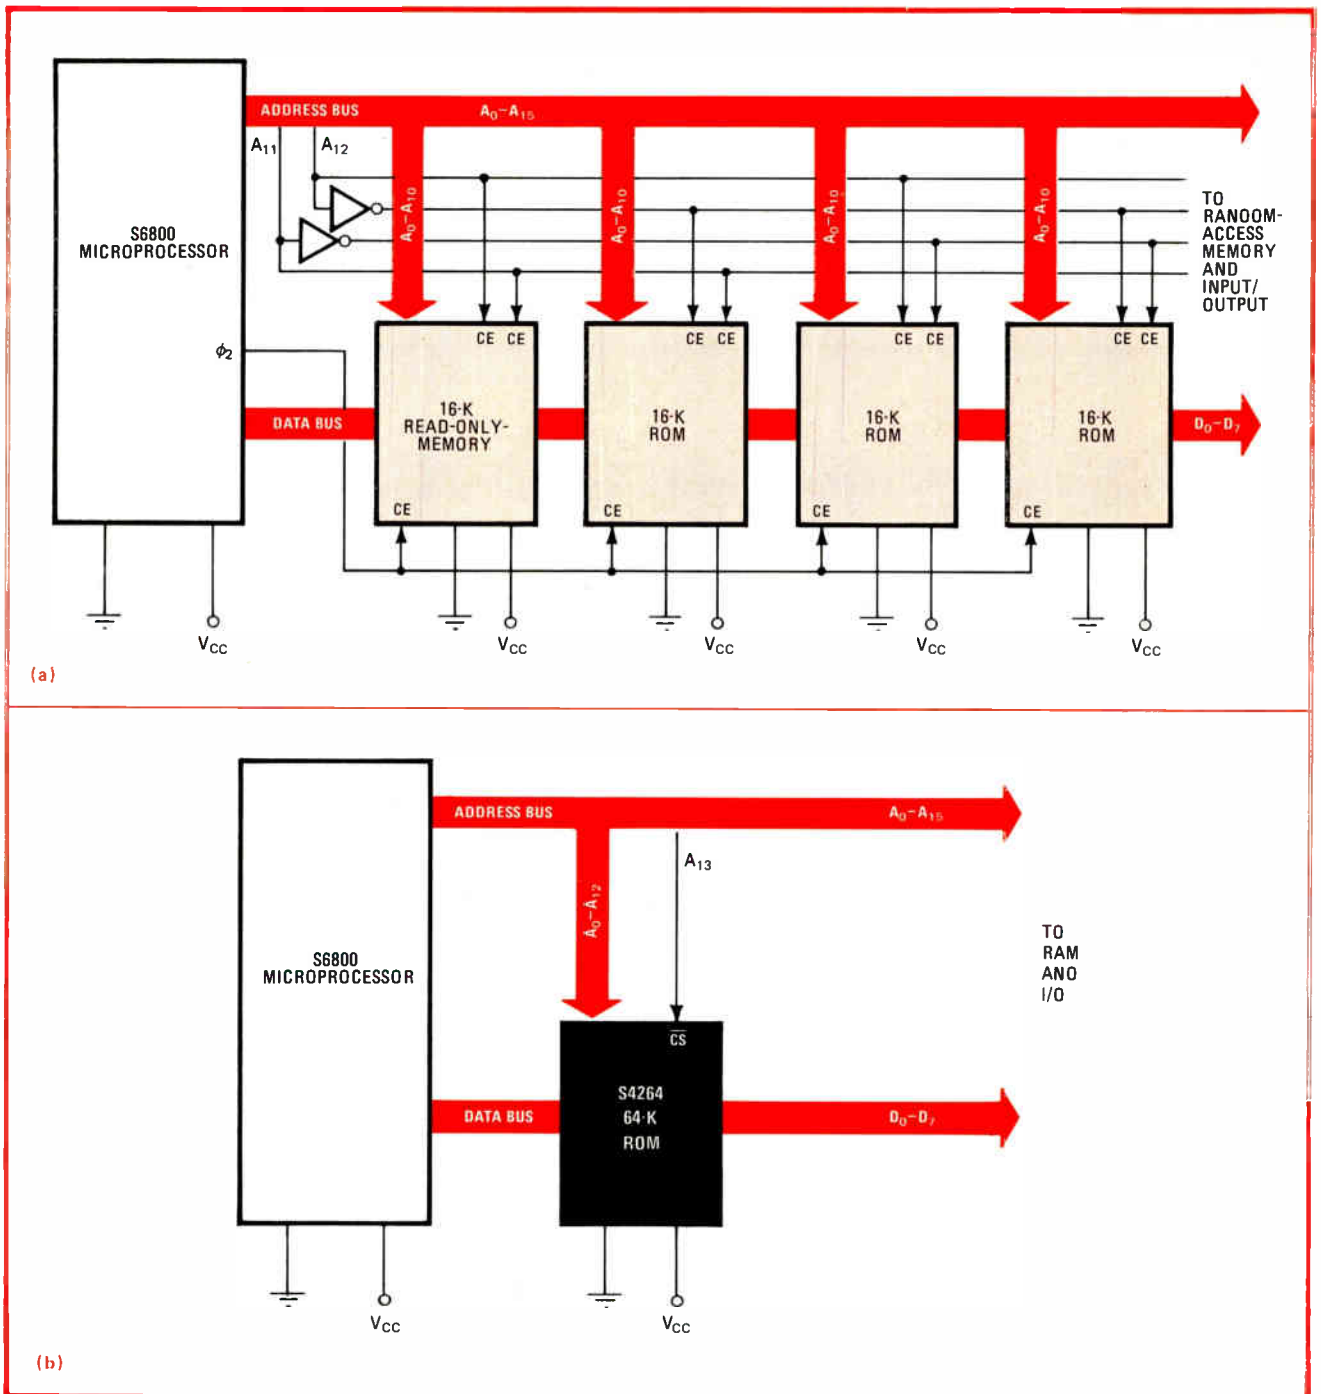 ADDRESS BUS A₀–A₁₅
A₁₁ A₁₂
A₀–A₁₀ A₀–A₁₀ A₀–A₁₀ A₀–A₁₀
S6800
MICROPROCESSOR
TO
RANOOM-
ACCESS
MEMORY
AND
INPUT/
OUTPUT
ϕ₂
CE CE CE CE CE CE CE CE
DATA BUS
16-K
READ-ONLY-
MEMORY
16-K
ROM
16-K
ROM
16-K
ROM
D₀–D₇
CE CE CE CE
VCC VCC VCC VCC VCC
(a)
ADDRESS BUS A₀–A₁₅
A₁₃
A₀–A₁₂
S6800
MICROPROCESSOR
TO
RAM
ANO
I/O
C̅S̅
S4264
64-K
ROM
DATA BUS
D₀–D₇
VCC VCC
(b)